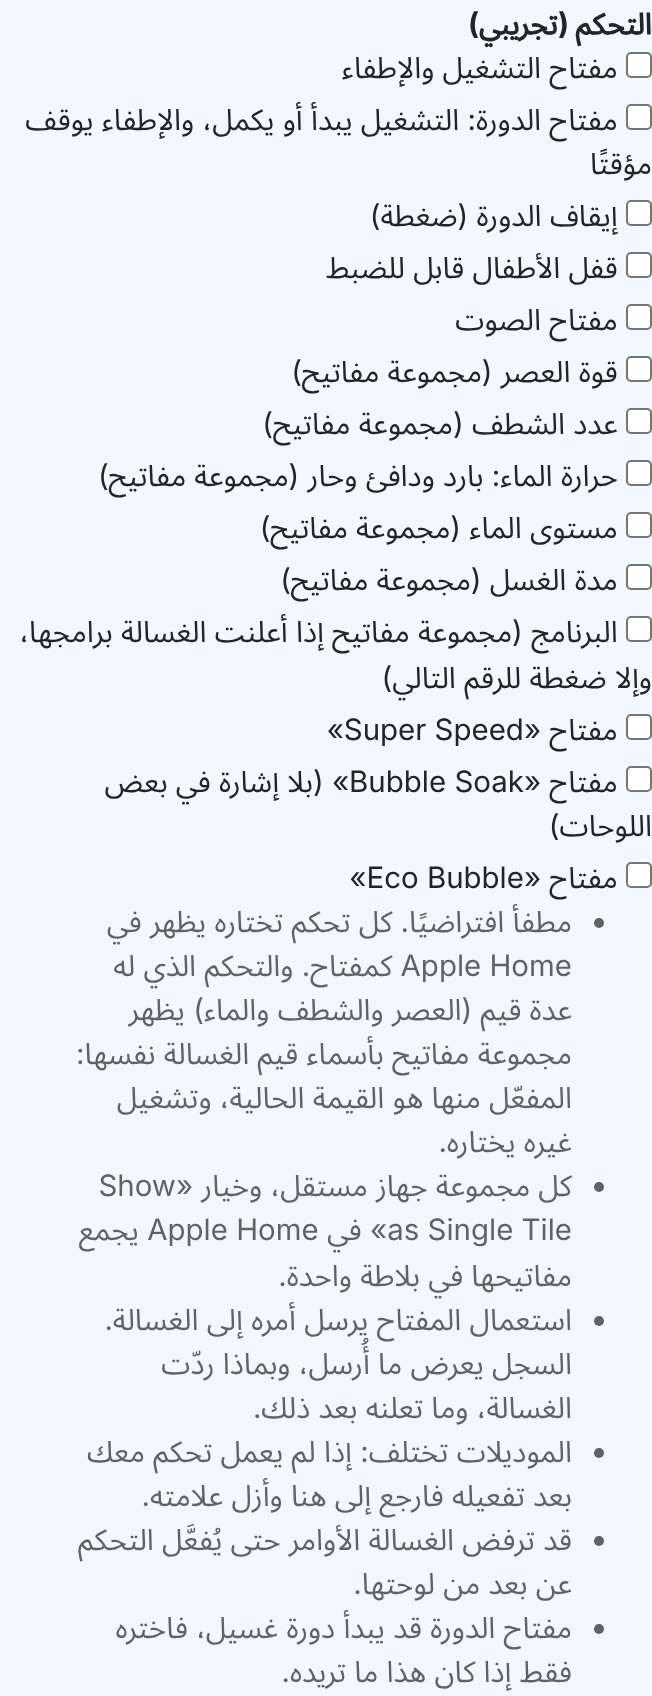 التحكم (تجريبي)
مفتاح التشغيل والإطفاء
مفتاح الدورة: التشغيل يبدأ أو يكمل، والإطفاء يوقف
مؤقتًا
إيقاف الدورة (ضغطة)
قفل الأطفال قابل للضبط
مفتاح الصوت
قوة العصر (مجموعة مفاتيح)
عدد الشطف (مجموعة مفاتيح)
حرارة الماء: بارد ودافئ وحار (مجموعة مفاتيح)
مستوى الماء (مجموعة مفاتيح)
مدة الغسل (مجموعة مفاتيح)
البرنامج (مجموعة مفاتيح إذا أعلنت الغسالة برامجها،
وإلا ضغطة للرقم التالي)
مفتاح «Super Speed»
مفتاح «Bubble Soak» (بلا إشارة في بعض
اللوحات)
مفتاح «Eco Bubble»
• مطفأ افتراضيًا. كل تحكم تختاره يظهر في
Apple Home كمفتاح. والتحكم الذي له
عدة قيم (العصر والشطف والماء) يظهر
مجموعة مفاتيح بأسماء قيم الغسالة نفسها:
المفعّل منها هو القيمة الحالية، وتشغيل
غيره يختاره.
• كل مجموعة جهاز مستقل، وخيار «Show
as Single Tile» في Apple Home يجمع
مفاتيحها في بلاطة واحدة.
• استعمال المفتاح يرسل أمره إلى الغسالة.
السجل يعرض ما أُرسل، وبماذا ردّت
الغسالة، وما تعلنه بعد ذلك.
• الموديلات تختلف: إذا لم يعمل تحكم معك
بعد تفعيله فارجع إلى هنا وأزل علامته.
• قد ترفض الغسالة الأوامر حتى يُفعَّل التحكم
عن بعد من لوحتها.
• مفتاح الدورة قد يبدأ دورة غسيل، فاختره
فقط إذا كان هذا ما تريده.